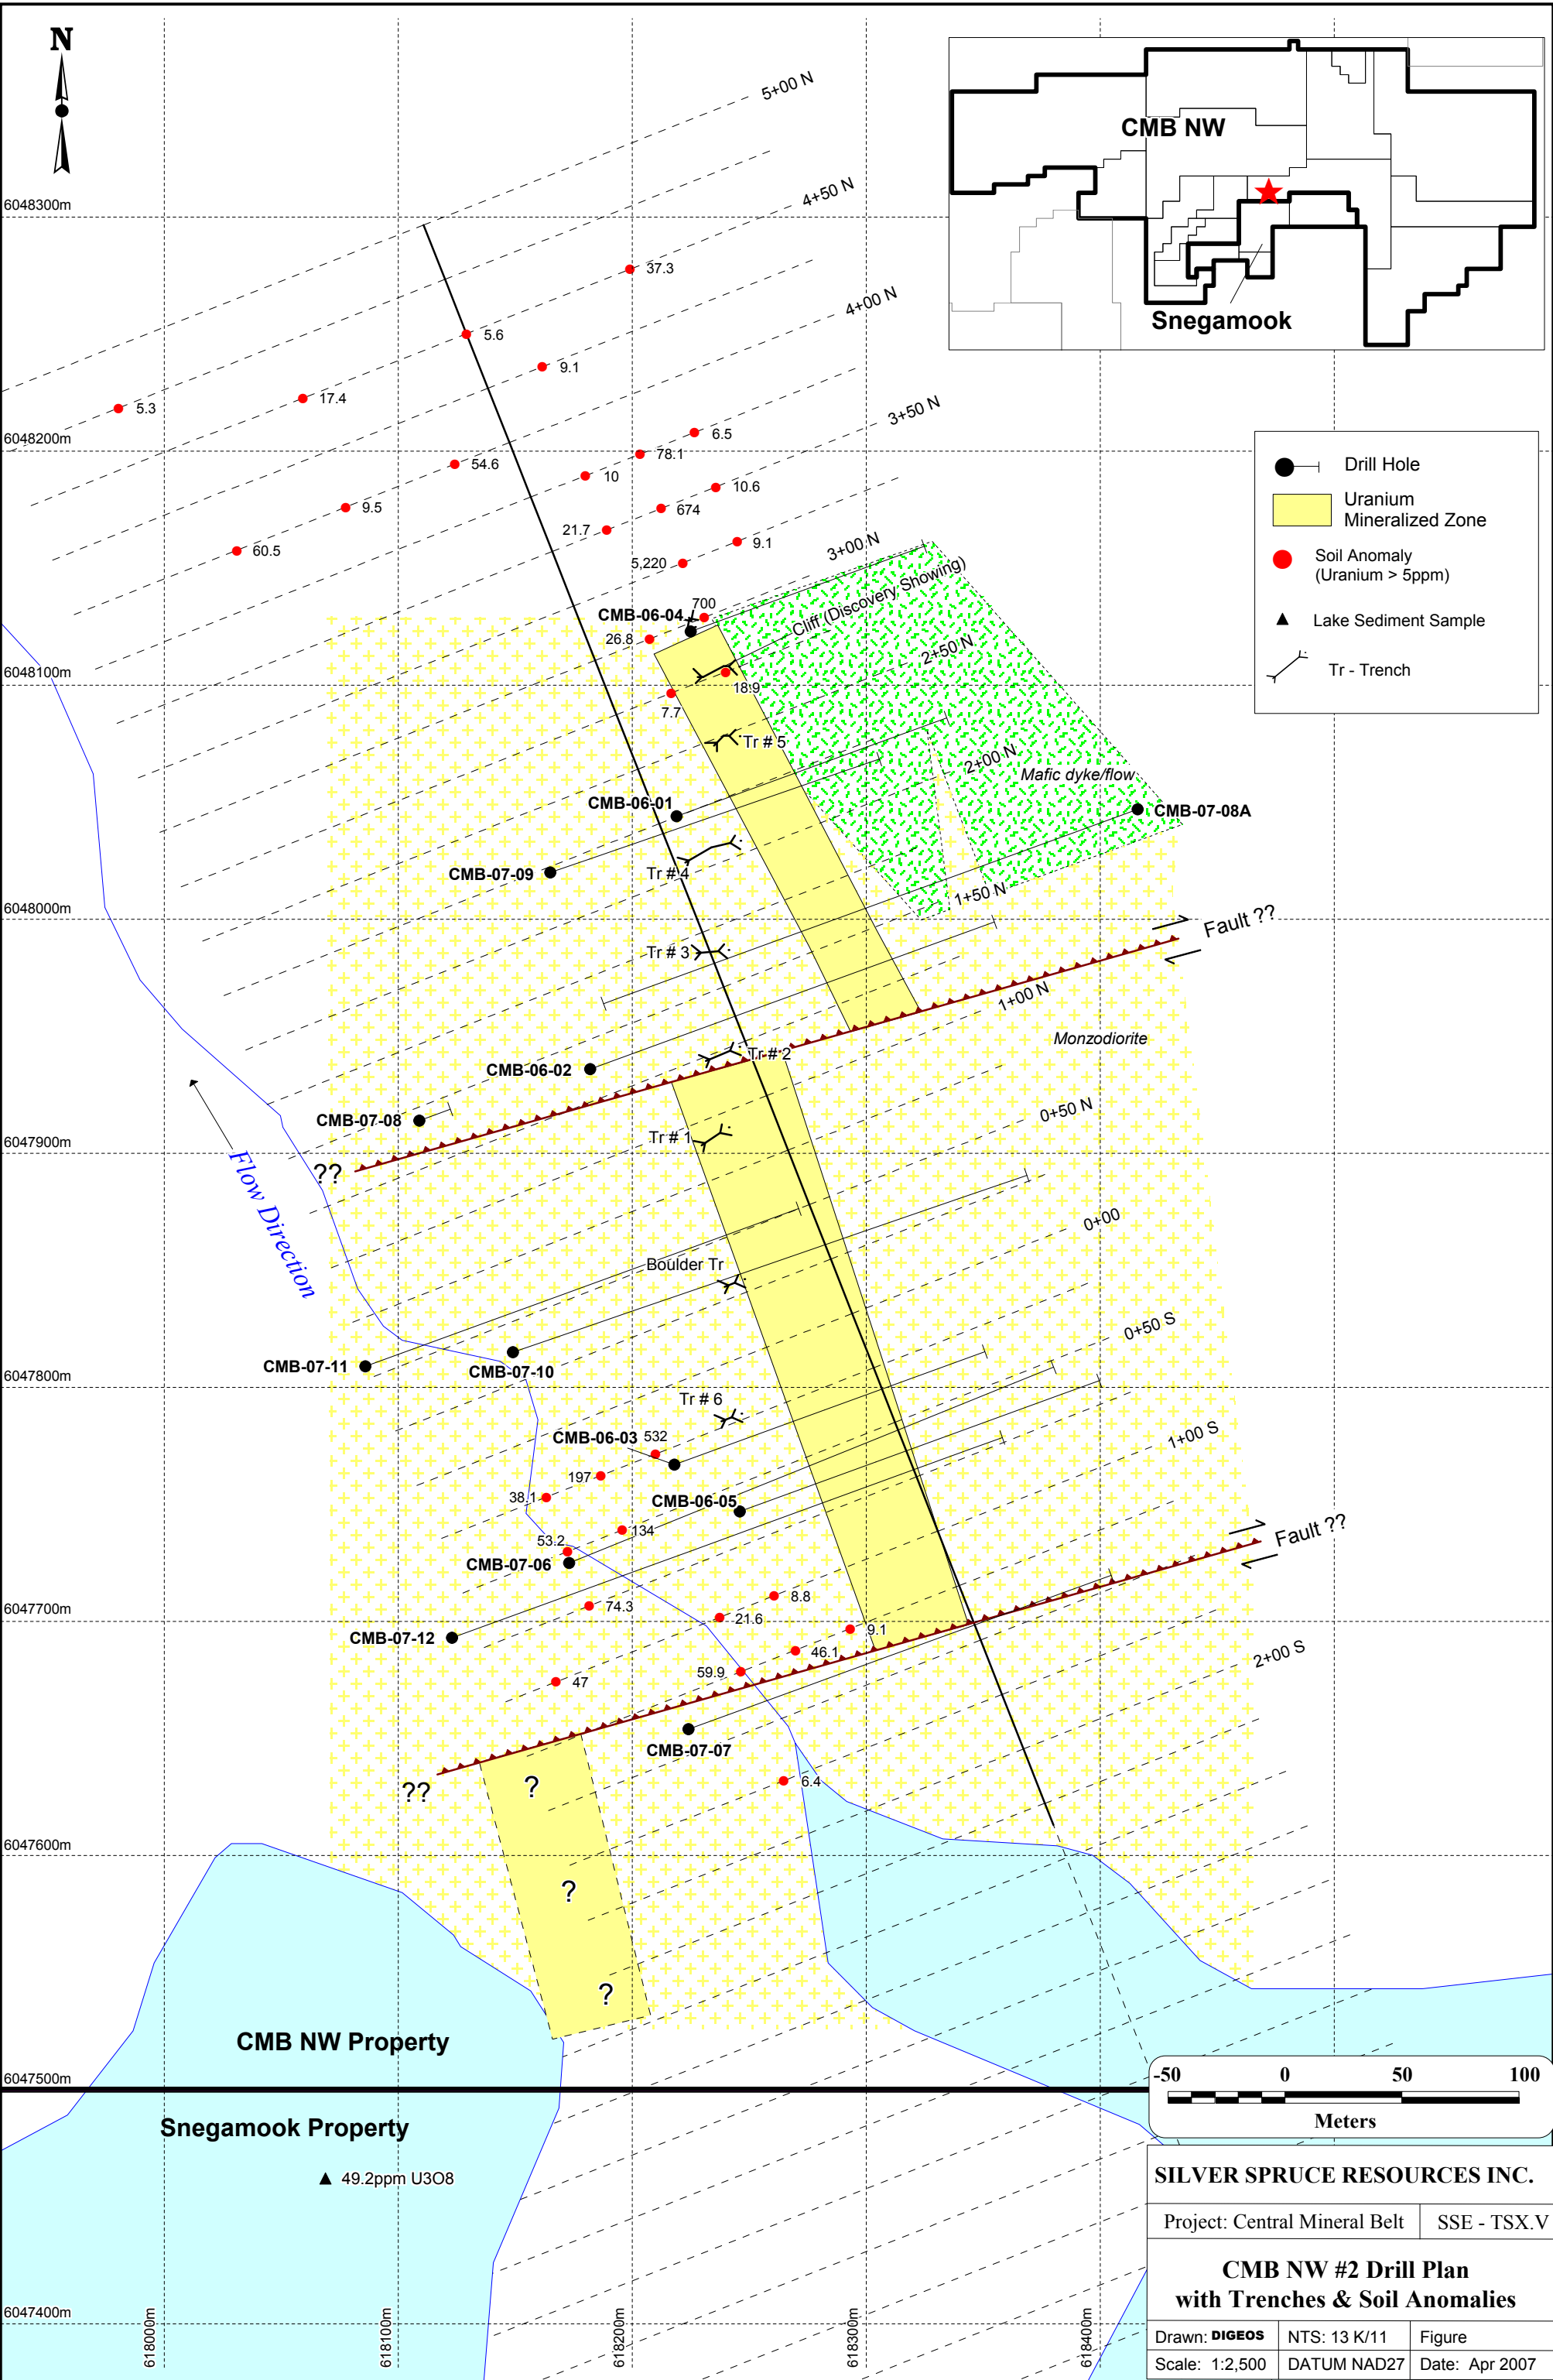 N
5+00 N
4+50 N
4+00 N
3+50 N
3+00 N
2+50 N
2+00 N
1+50 N
1+00 N
0+50 N
0+00
0+50 S
1+00 S
2+00 S
CMB NW
Snegamook
Drill Hole
Uranium
Mineralized Zone
Soil Anomaly
(Uranium > 5ppm)
Lake Sediment Sample
Tr - Trench
6048300m
6048200m
6048100m
6048000m
6047900m
6047800m
6047700m
6047600m
6047500m
6047400m
37.3
5.6
9.1
17.4
5.3
6.5
78.1
54.6
10
10.6
674
9.5
21.7
9.1
60.5
5,220
700
CMB-06-04
26.8
Cliff (Discovery Showing)
18.9
7.7
Tr # 5
Mafic dyke/flow
CMB-06-01
CMB-07-08A
CMB-07-09
Tr # 4
Fault ??
Tr # 3
Monzodiorite
Tr # 2
CMB-06-02
CMB-07-08
Tr # 1
??
Flow Direction
Boulder Tr
CMB-07-11
CMB-07-10
Tr # 6
CMB-06-03
532
197
38.1
CMB-06-05
134
53.2
CMB-07-06
Fault ??
74.3
8.8
21.6
CMB-07-12
9.1
46.1
59.9
47
CMB-07-07
??
?
6.4
?
?
CMB NW Property
Snegamook Property
49.2ppm U3O8
-50 0 50 100
Meters
SILVER SPRUCE RESOURCES INC.
Project: Central Mineral Belt SSE - TSX.V
CMB NW #2 Drill Plan
with Trenches & Soil Anomalies
Drawn: DIGEOS NTS: 13 K/11 Figure
Scale: 1:2,500 DATUM NAD27 Date: Apr 2007
618000m
618100m
618200m
618300m
618400m